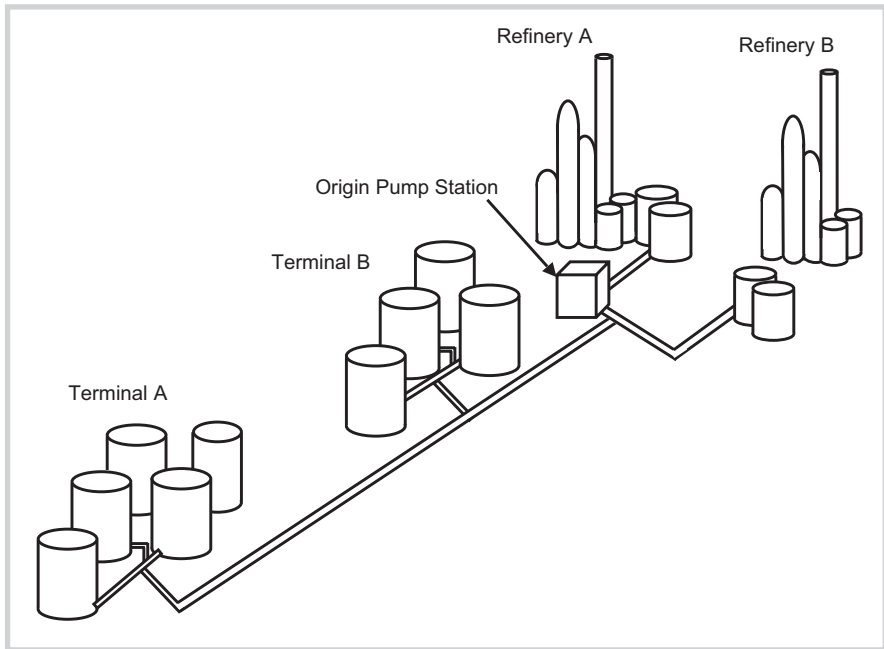 Refinery A
Refinery B
Origin Pump Station
Terminal B
Terminal A